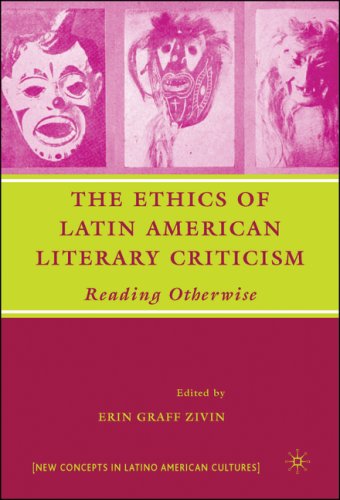 THE ETHICS OF
LATIN AMERICAN
LITERARY CRITICISM
Reading Otherwise
Edited by
ERIN GRAFF ZIVIN
[NEW CONCEPTS IN LATINO AMERICAN CULTURES]